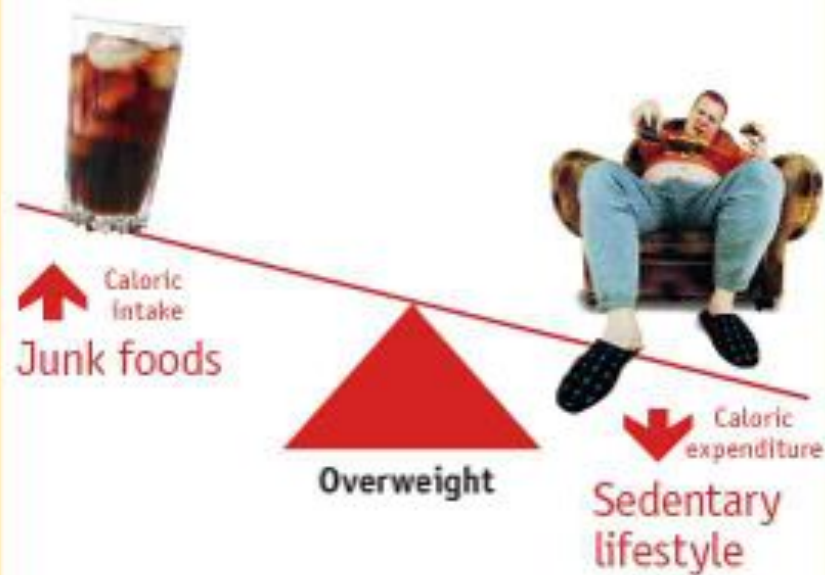 Caloric
intake
Junk foods
Overweight
Caloric
expenditure
Sedentary
lifestyle